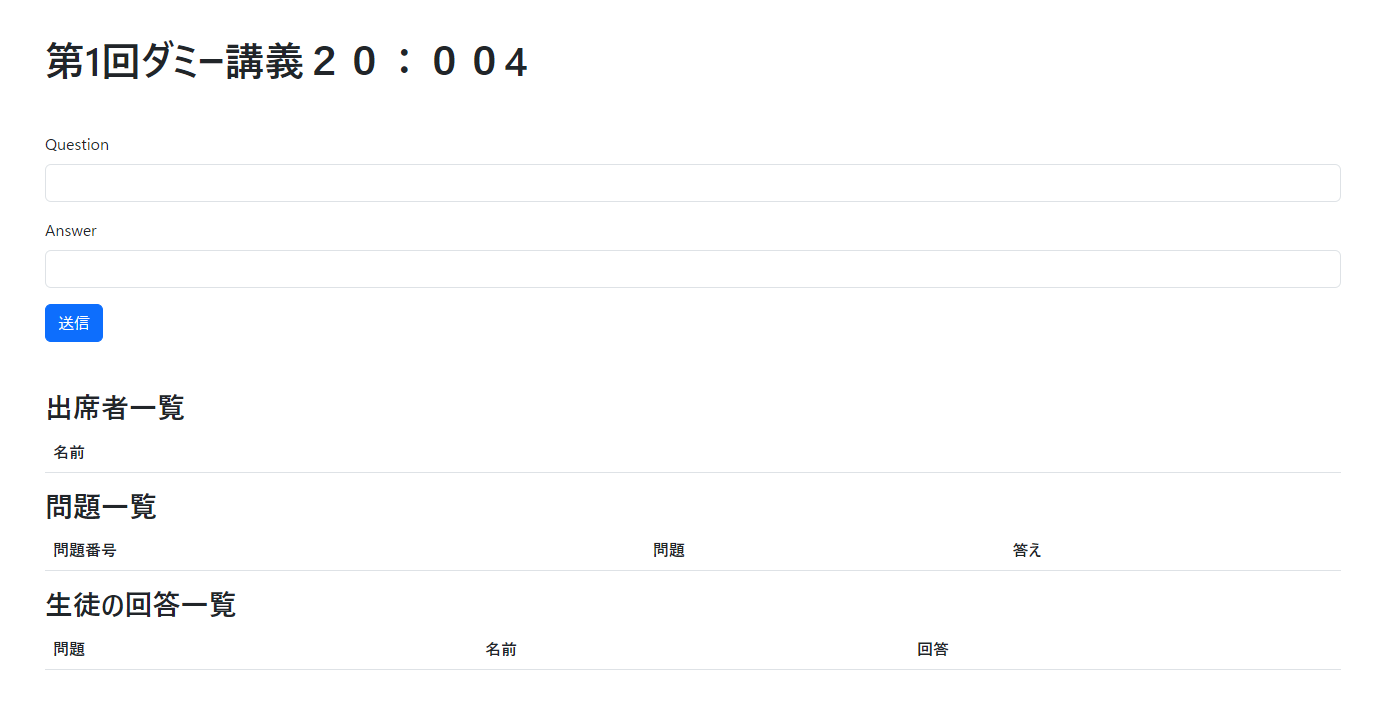 第1回ダミー講義２０：００４
Question
Answer
送信
出席者一覧
名前
問題一覧
問題番号 問題 答え
生徒の回答一覧
問題 名前 回答